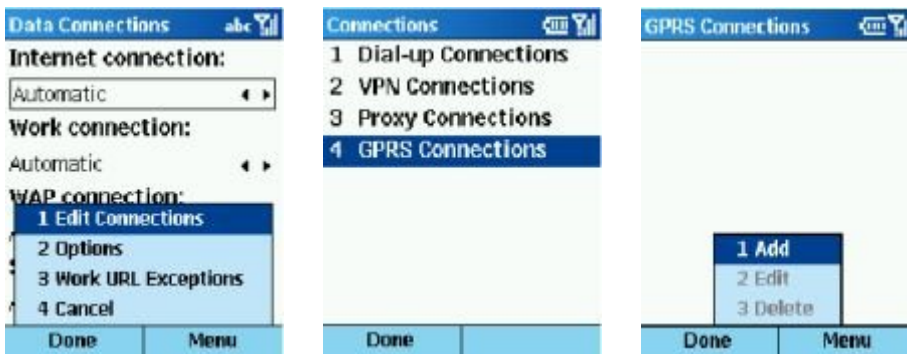 Data Connections abc
Internet connection:
Automatic
Work connection:
Automatic
WAP connection:
1 Edit Connections
2 Options
3 Work URL Exceptions
4 Cancel
Done Menu
Connections
1 Dial-up Connections
2 VPN Connections
3 Proxy Connections
4 GPRS Connections
Done
GPRS Connections
1 Add
2 Edit
3 Delete
Done Menu